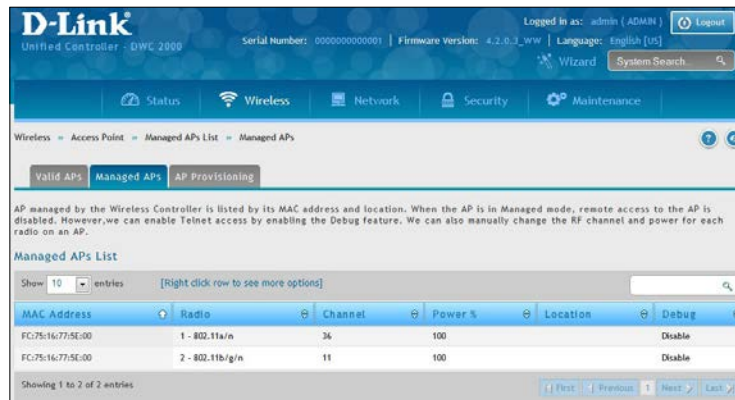 D-Link
Logged in as: admin ( ADMIN ) Logout
Unified Controller - DWC 2000
Serial Number: 0000000000001 | Firmware Version: 4.2.0.3_WW | Language: English [US]
Wizard System Search...
Status Wireless Network Security Maintenance
Wireless » Access Point » Managed APs List » Managed APs
Valid APs Managed APs AP Provisioning
AP managed by the Wireless Controller is listed by its MAC address and location. When the AP is in Managed mode, remote access to the AP is
disabled. However,we can enable Telnet access by enabling the Debug feature. We can also manually change the RF channel and power for each
radio on an AP.
Managed APs List
Show 10 entries [Right click row to see more options]
MAC Address Radio Channel Power % Location Debug
FC:75:16:77:5E:00 1 - 802.11a/n 36 100 Disable
FC:75:16:77:5E:00 2 - 802.11b/g/n 11 100 Disable
Showing 1 to 2 of 2 entries
First Previous 1 Next Last